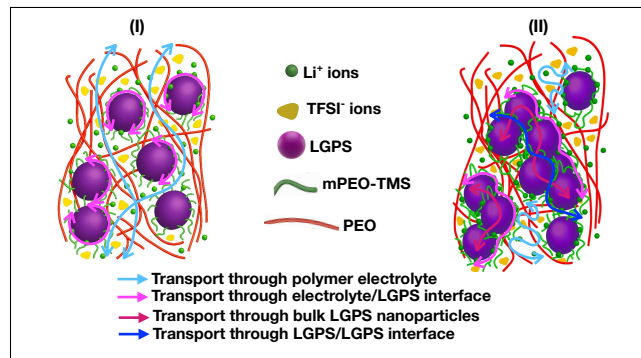 (I)
(II)
Li⁺ ions
TFSI⁻ ions
LGPS
mPEO-TMS
PEO
Transport through polymer electrolyte
Transport through electrolyte/LGPS interface
Transport through bulk LGPS nanoparticles
Transport through LGPS/LGPS interface